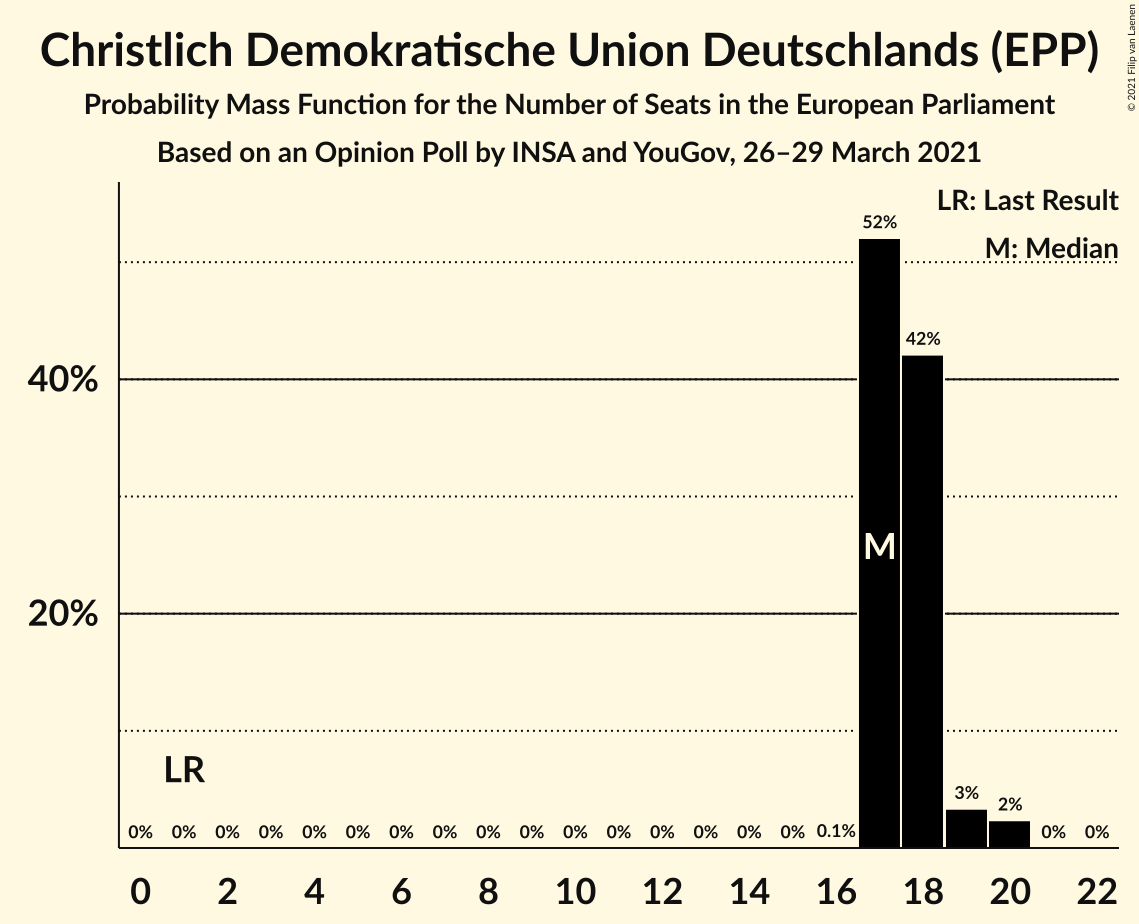 Christlich Demokratische Union Deutschlands (EPP)
Probability Mass Function for the Number of Seats in the European Parliament
Based on an Opinion Poll by INSA and YouGov, 26–29 March 2021
© 2021 Filip van Laenen
LR: Last Result
M: Median
52%
42%
40%
M
20%
LR
3%
2%
0% 0% 0% 0% 0% 0% 0% 0% 0% 0% 0% 0% 0% 0% 0% 0% 0.1% 0% 0%
0 2 4 6 8 10 12 14 16 18 20 22